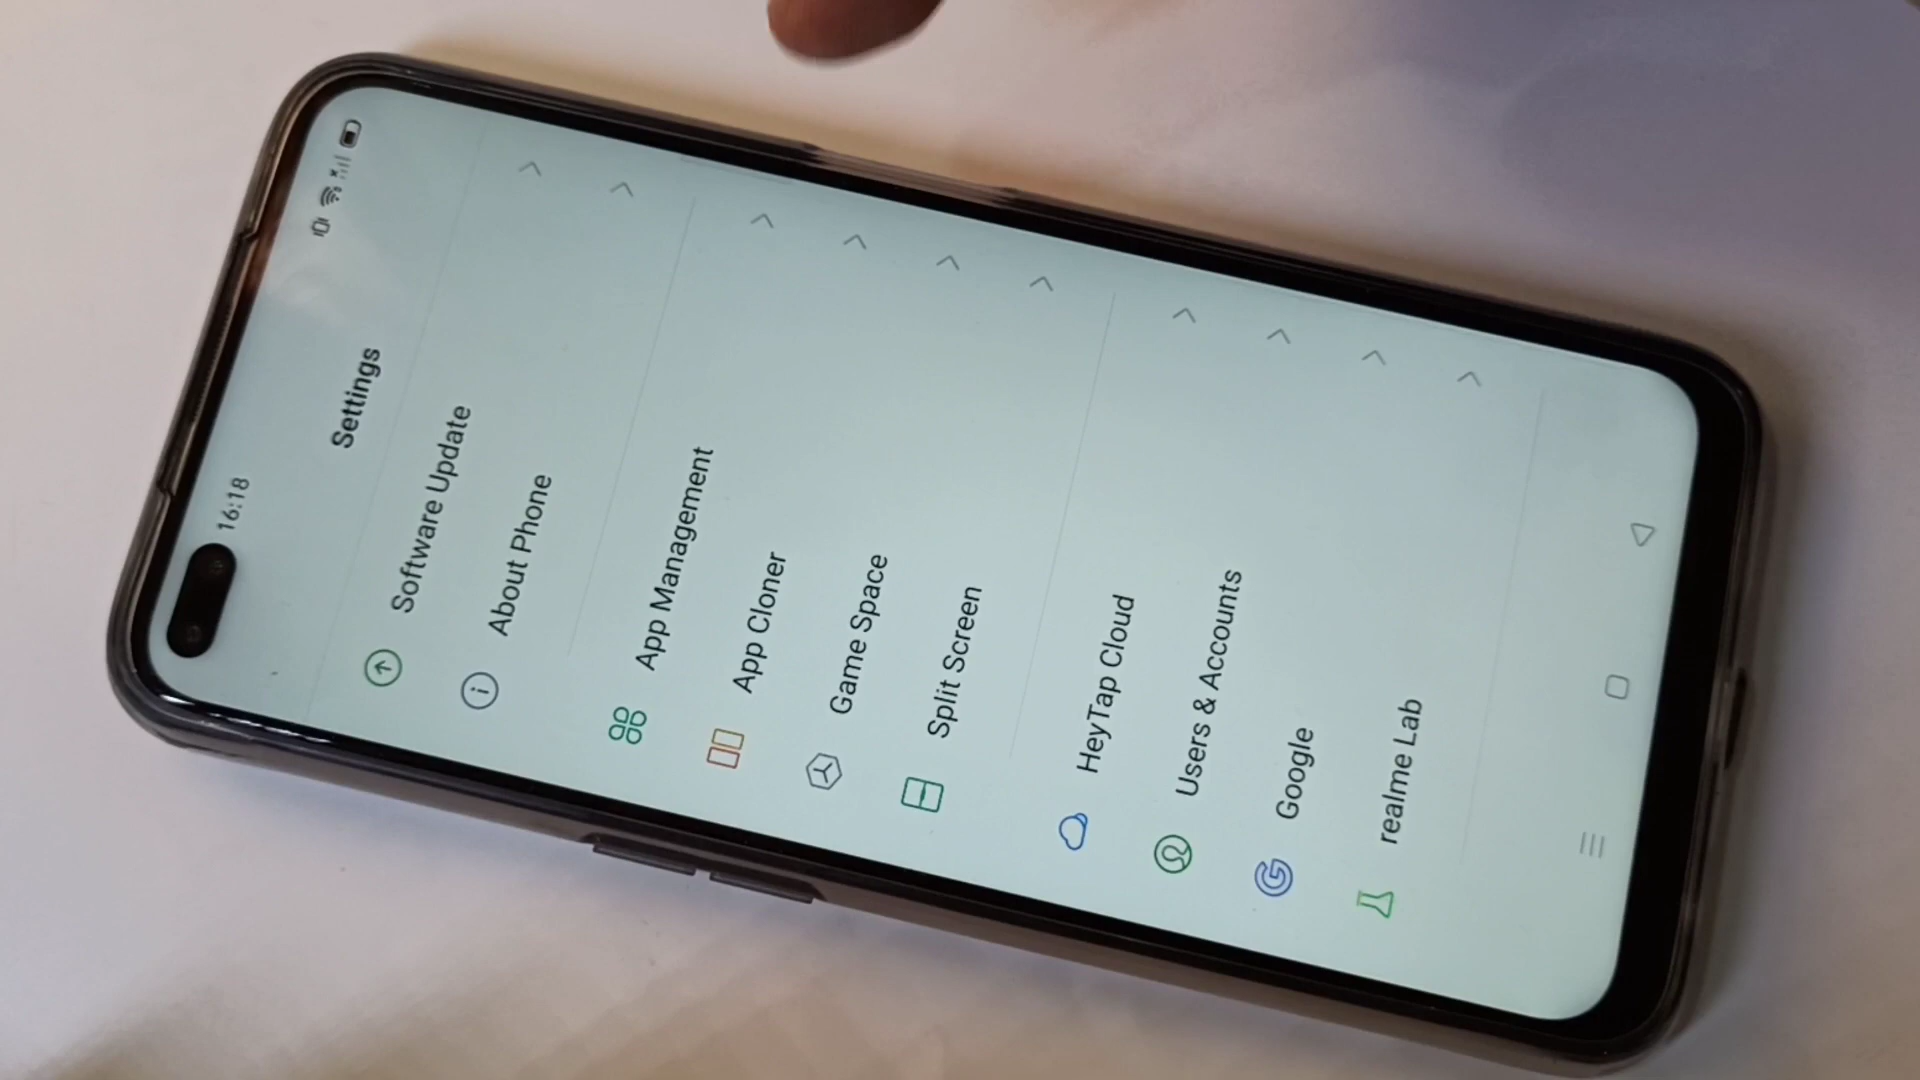 16:18
Settings
Software Update
About Phone
App Management
App Cloner
Game Space
Split Screen
HeyTap Cloud
Users & Accounts
Google
realme Lab